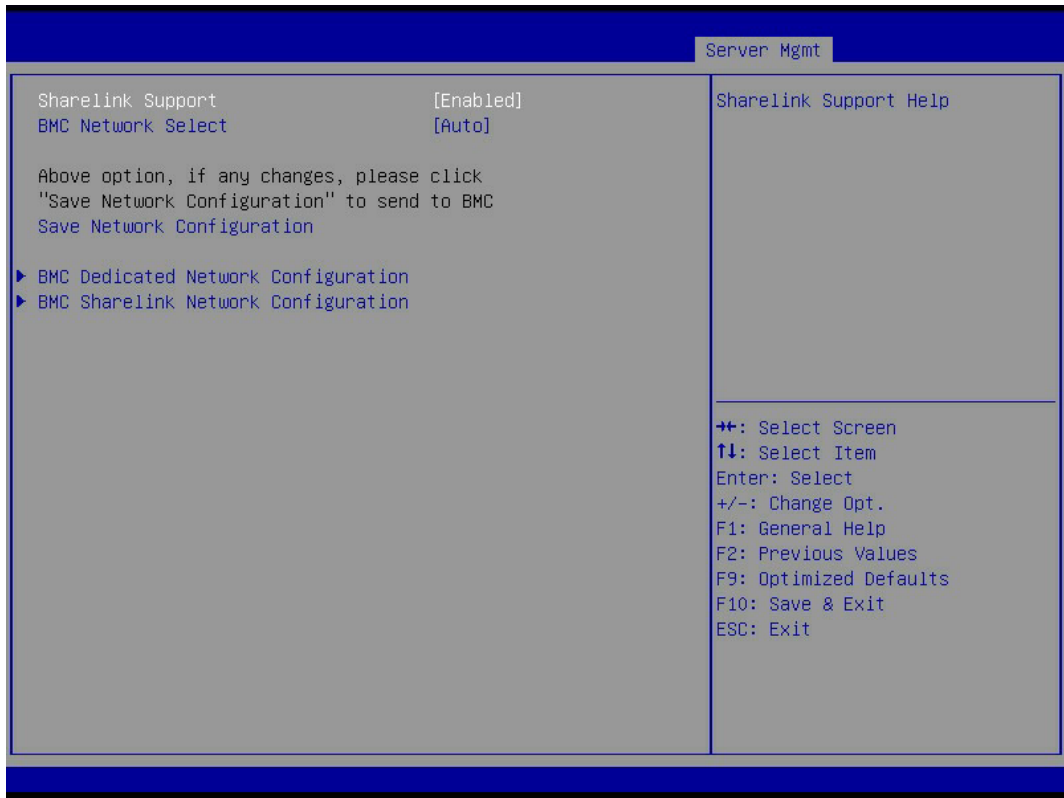 Server Mgmt
Sharelink Support [Enabled]
BMC Network Select [Auto]
Above option, if any changes, please click
"Save Network Configuration" to send to BMC
Save Network Configuration
BMC Dedicated Network Configuration
BMC Sharelink Network Configuration
Sharelink Support Help
→←: Select Screen
↑↓: Select Item
Enter: Select
+/-: Change Opt.
F1: General Help
F2: Previous Values
F9: Optimized Defaults
F10: Save & Exit
ESC: Exit